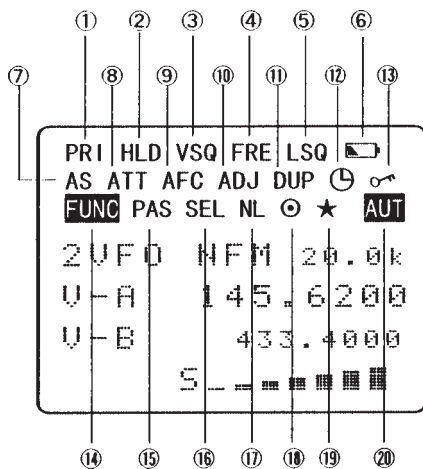 ① ② ③ ④ ⑤ ⑥
⑦ ⑧ ⑨ ⑩ ⑪ ⑫ ⑬
PRI HLD VSQ FRE LSQ
AS ATT AFC ADJ DUP
FUNC PAS SEL NL ★ AUT
2VFO NFM 20.0k
V-A 145.6200
V-B 433.4000
S
⑭ ⑮ ⑯ ⑰ ⑱ ⑲ ⑳